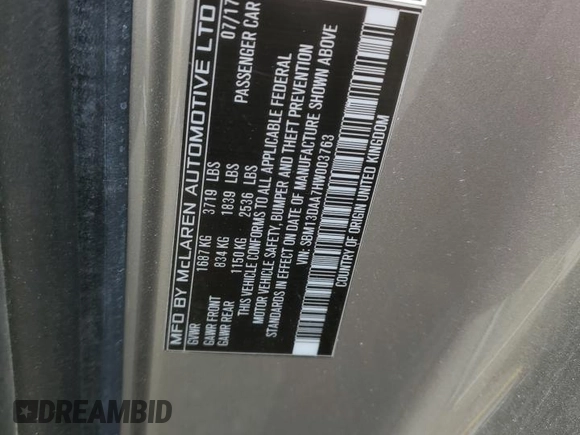 MFD BY McLAREN AUTOMOTIVE LTD
07/17
GVWR 1687 KG 3719 LBS PASSENGER CAR
GAWR FRONT 834 KG 1839 LBS
GAWR REAR 1150 KG 2536 LBS
THIS VEHICLE CONFORMS TO ALL APPLICABLE FEDERAL
MOTOR VEHICLE SAFETY, BUMPER AND THEFT PREVENTION
STANDARDS IN EFFECT ON DATE OF MANUFACTURE SHOWN ABOVE
VIN: SBM13DAA7HW003763
COUNTRY OF ORIGIN UNITED KINGDOM
DREAMBID